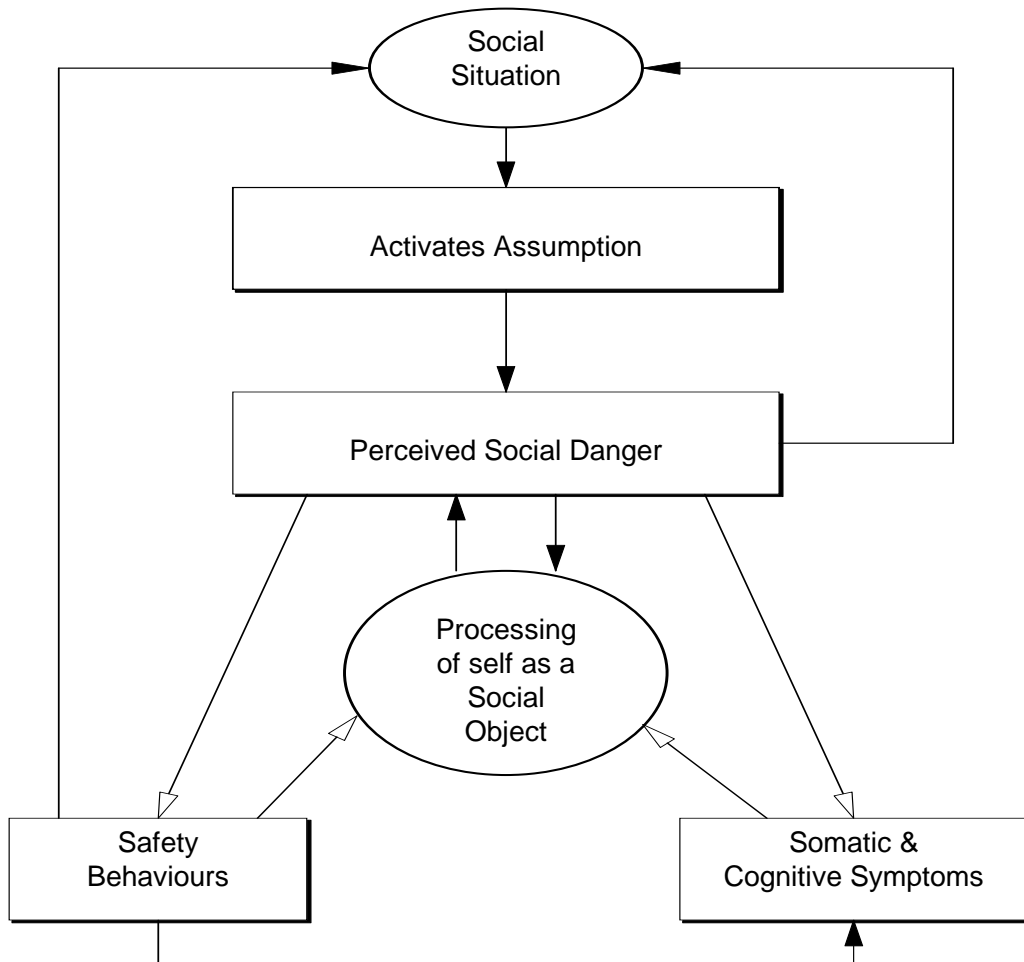 Social
Situation
Activates Assumption
Perceived Social Danger
Processing
of self as a
Social
Object
Safety
Behaviours
Somatic &
Cognitive Symptoms